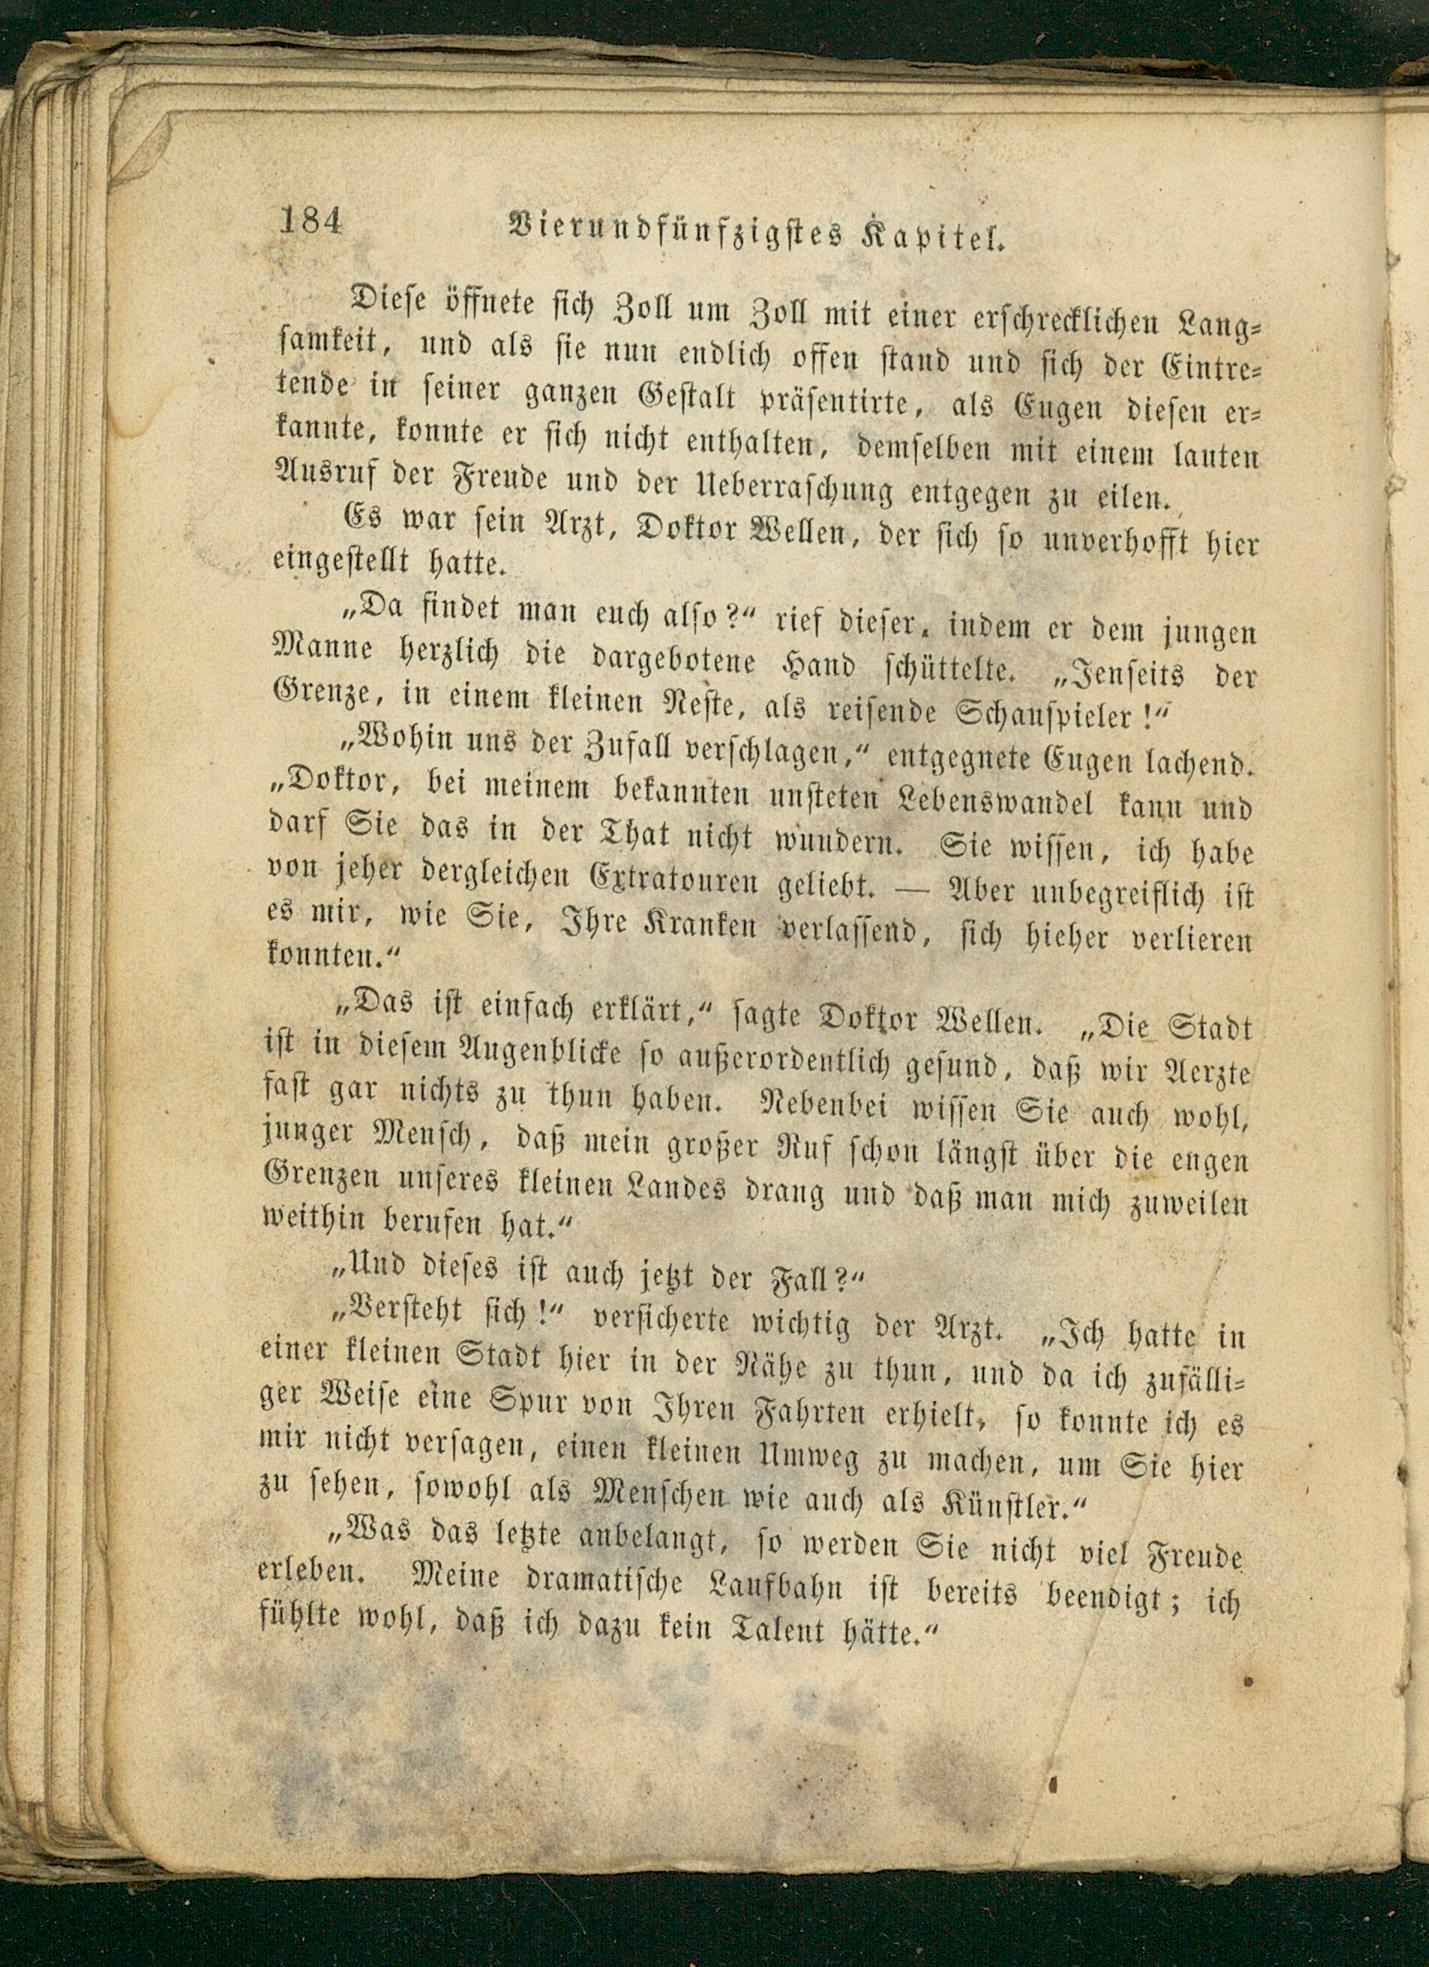 184 Vierundfünfzigstes Kapitel.
Diese öffnete sich Zoll um Zoll mit einer erschrecklichen Lang-
samkeit, und als sie nun endlich offen stand und sich der Eintre-
tende in seiner ganzen Gestalt präsentirte, als Eugen diesen er-
kannte, konnte er sich nicht enthalten, demselben mit einem lauten
Ausruf der Freude und der Ueberraschung entgegen zu eilen.
Es war sein Arzt, Doktor Wellen, der sich so unverhofft hier
eingestellt hatte.
„Da findet man euch also?“ rief dieser, indem er dem jungen
Manne herzlich die dargebotene Hand schüttelte. „Jenseits der
Grenze, in einem kleinen Neste, als reisende Schauspieler!“
„Wohin uns der Zufall verschlagen,“ entgegnete Eugen lachend.
„Doktor, bei meinem bekannten unsteten Lebenswandel kann und
darf Sie das in der That nicht wundern. Sie wissen, ich habe
von jeher dergleichen Extratouren geliebt. — Aber unbegreiflich ist
es mir, wie Sie, Ihre Kranken verlassend, sich hieher verlieren
konnten.“
„Das ist einfach erklärt,“ sagte Doktor Wellen. „Die Stadt
ist in diesem Augenblicke so außerordentlich gesund, daß wir Aerzte
fast gar nichts zu thun haben. Nebenbei wissen Sie auch wohl,
junger Mensch, daß mein großer Ruf schon längst über die engen
Grenzen unseres kleinen Landes drang und daß man mich zuweilen
weithin berufen hat.“
„Und dieses ist auch jetzt der Fall?“
„Versteht sich!“ versicherte wichtig der Arzt. „Ich hatte in
einer kleinen Stadt hier in der Nähe zu thun, und da ich zufälli-
ger Weise eine Spur von Ihren Fahrten erhielt, so konnte ich es
mir nicht versagen, einen kleinen Umweg zu machen, um Sie hier
zu sehen, sowohl als Menschen wie auch als Künstler.“
„Was das letzte anbelangt, so werden Sie nicht viel Freude
erleben. Meine dramatische Laufbahn ist bereits beendigt; ich
fühlte wohl, daß ich dazu kein Talent hätte.“